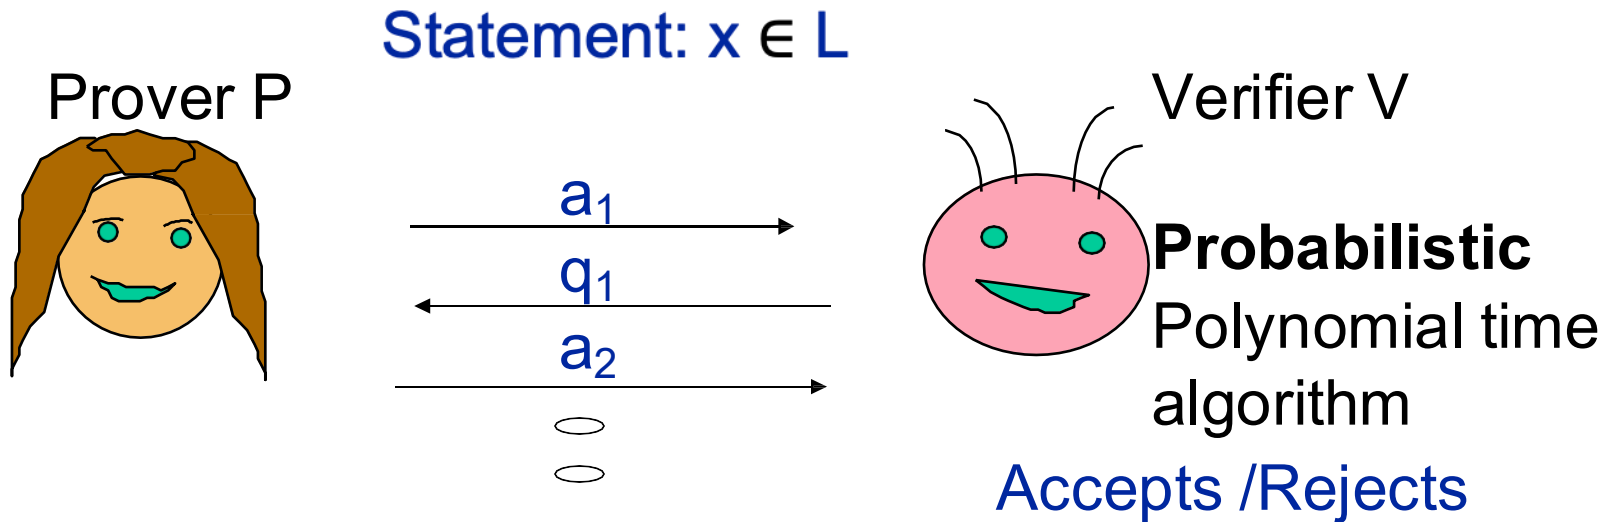 Statement: x ∈ L
Prover P
Verifier V
a₁
q₁
a₂
Probabilistic
Polynomial time
algorithm
Accepts /Rejects